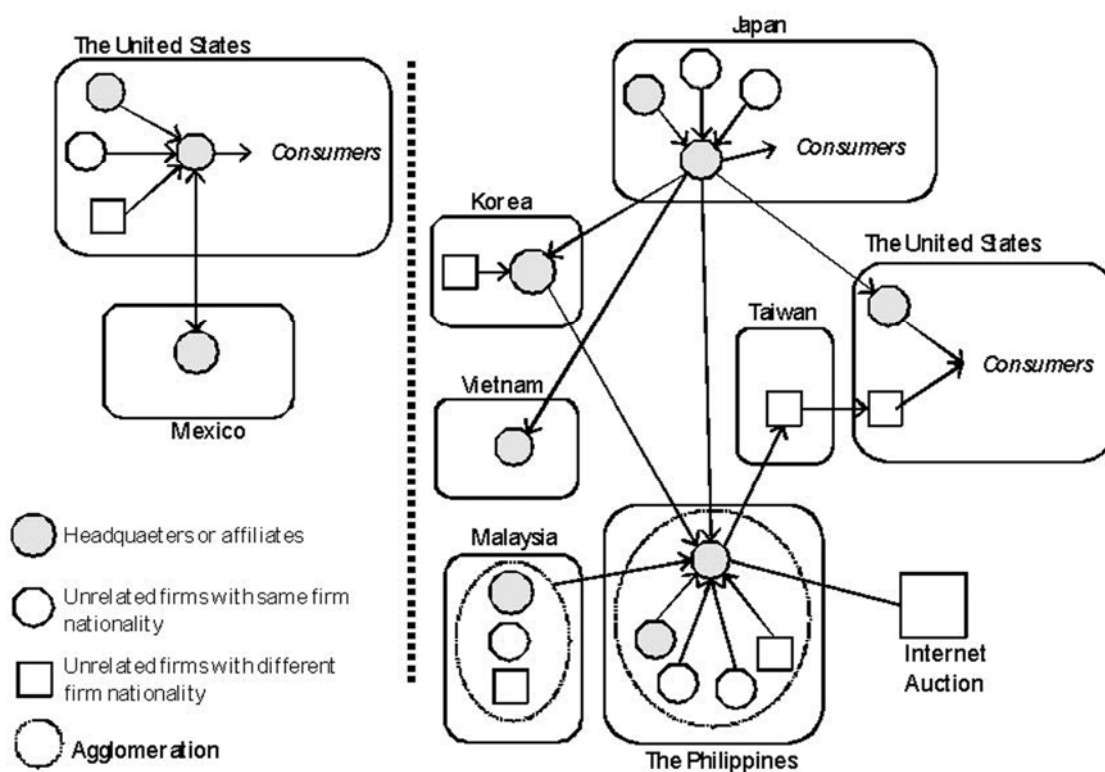 The United States
Consumers
Mexico
Japan
Consumers
Korea
The United States
Taiwan
Consumers
Vietnam
Malaysia
Internet
Auction
The Philippines
Headquaeters or affiliates
Unrelated firms with same firm
nationality
Unrelated firms with different
firm nationality
Agglomeration